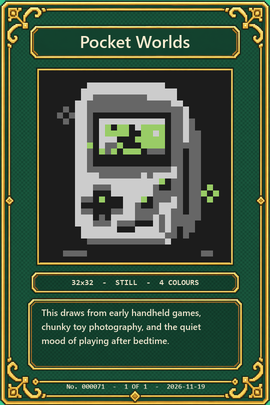 Pocket Worlds
32x32 - STILL - 4 COLOURS
This draws from early handheld games,
chunky toy photography, and the quiet
mood of playing after bedtime.
No. 000071 - 1 OF 1 - 2026-11-19